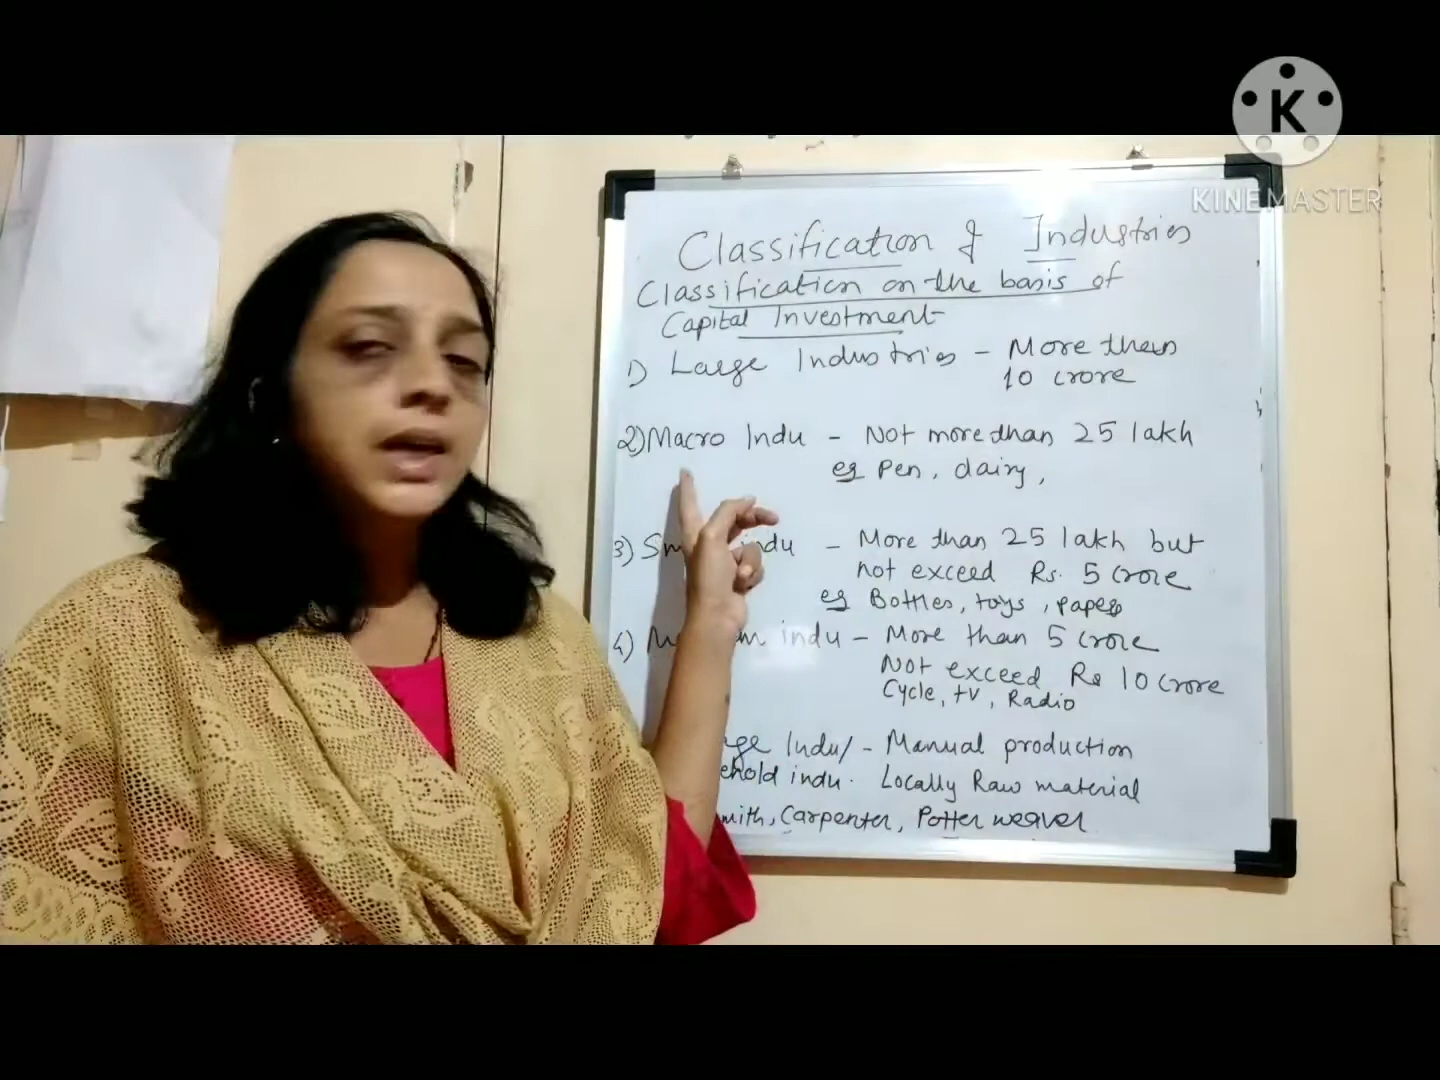 K
KINEMASTER
Classification of Industries
Classification on the basis of
Capital Investment
1) Large Industries - More than
10 crore
2) Macro Indu - Not more than 25 lakh
eg Pen, dairy,
3) indu - More than 25 lakh but
not exceed Rs. 5 crore
eg Bottles, toys, papers
4) indu - More than 5 crore
Not exceed Rs 10 crore
Cycle, tv, Radio
Indu/ - Manual production
indu. Locally Raw material
Carpenter, Potter weaver